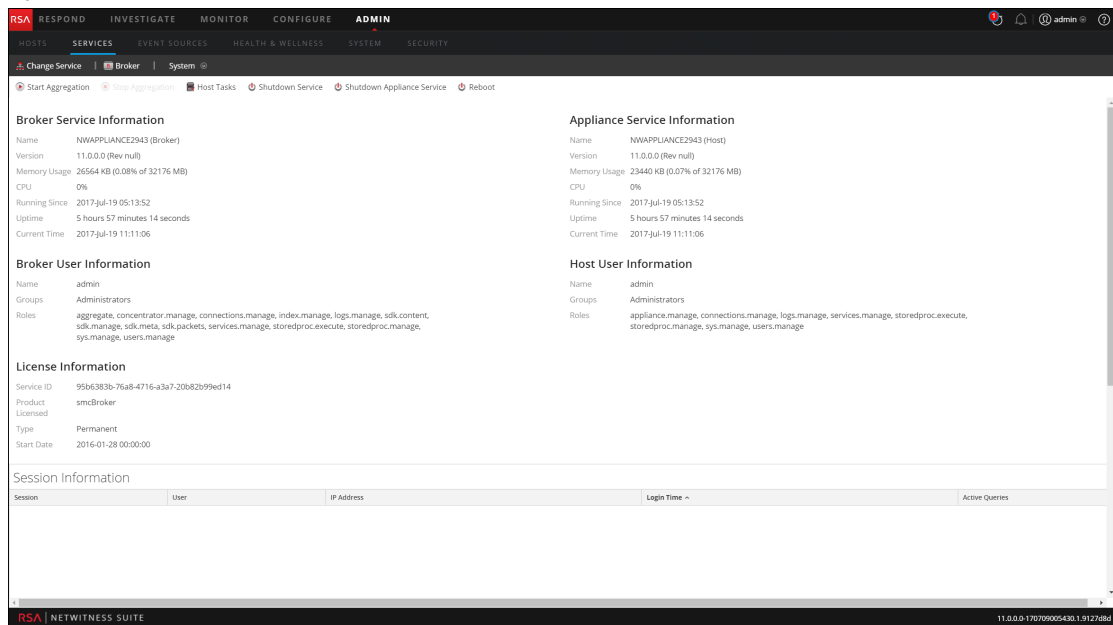 RSA RESPOND INVESTIGATE MONITOR CONFIGURE ADMIN 1 admin ?
HOSTS SERVICES EVENT SOURCES HEALTH & WELLNESS SYSTEM SECURITY
Change Service | Broker | System
Start Aggregation Stop Aggregation Host Tasks Shutdown Service Shutdown Appliance Service Reboot
Broker Service Information
Name NWAPPLIANCE2943 (Broker)
Version 11.0.0.0 (Rev null)
Memory Usage 26564 KB (0.08% of 32176 MB)
CPU 0%
Running Since 2017-Jul-19 05:13:52
Uptime 5 hours 57 minutes 14 seconds
Current Time 2017-Jul-19 11:11:06
Appliance Service Information
Name NWAPPLIANCE2943 (Host)
Version 11.0.0.0 (Rev null)
Memory Usage 23440 KB (0.07% of 32176 MB)
CPU 0%
Running Since 2017-Jul-19 05:13:52
Uptime 5 hours 57 minutes 14 seconds
Current Time 2017-Jul-19 11:11:06
Broker User Information
Name admin
Groups Administrators
Roles aggregate, concentrator.manage, connections.manage, index.manage, logs.manage, sdk.content,
sdk.manage, sdk.meta, sdk.packets, services.manage, storedproc.execute, storedproc.manage,
sys.manage, users.manage
Host User Information
Name admin
Groups Administrators
Roles appliance.manage, connections.manage, logs.manage, services.manage, storedproc.execute,
storedproc.manage, sys.manage, users.manage
License Information
Service ID 95b6383b-76a8-4716-a3a7-20b82b99ed14
Product smcBroker
Licensed
Type Permanent
Start Date 2016-01-28 00:00:00
Session Information
Session User IP Address Login Time Active Queries
RSA | NETWITNESS SUITE 11.0.0.0-170709005430.1.9127d8d